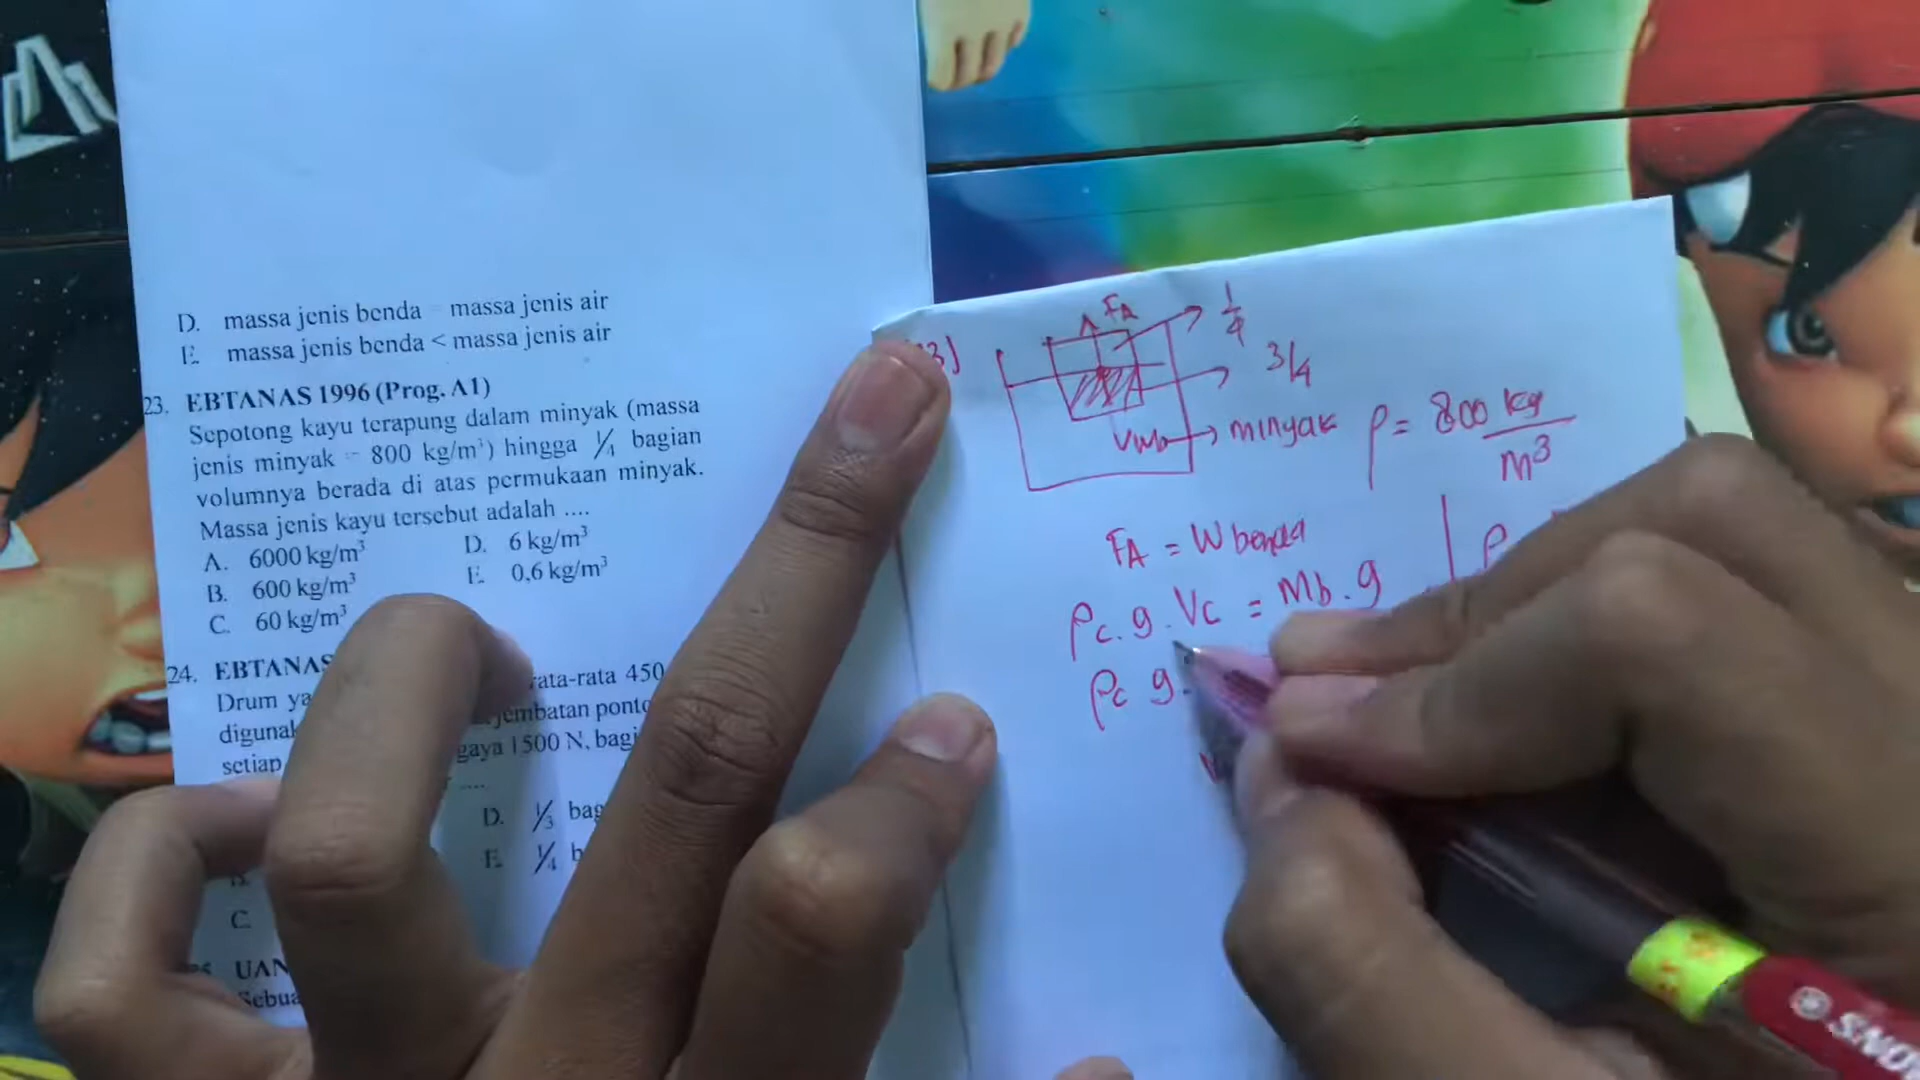 D. massa jenis benda = massa jenis air
E. massa jenis benda < massa jenis air
23. EBTANAS 1996 (Prog. A1)
Sepotong kayu terapung dalam minyak (massa
jenis minyak = 800 kg/m³) hingga 1/4 bagian
volumnya berada di atas permukaan minyak.
Massa jenis kayu tersebut adalah ....
A. 6000 kg/m³
B. 600 kg/m³
C. 60 kg/m³
D. 6 kg/m³
E. 0,6 kg/m³
24. EBTANAS
Drum ya
rata-rata 450
digunak
jembatan ponto
setiap
gaya 1500 N, bagi
....
D. 1/3 bag
E. 1/4 b
C.
UAN
Sebua
FA
1/4
3/4
minyak
ρ = 800 kg/m³
FA = W benda
ρc . g . Vc = Mb . g
ρ
ρc g.